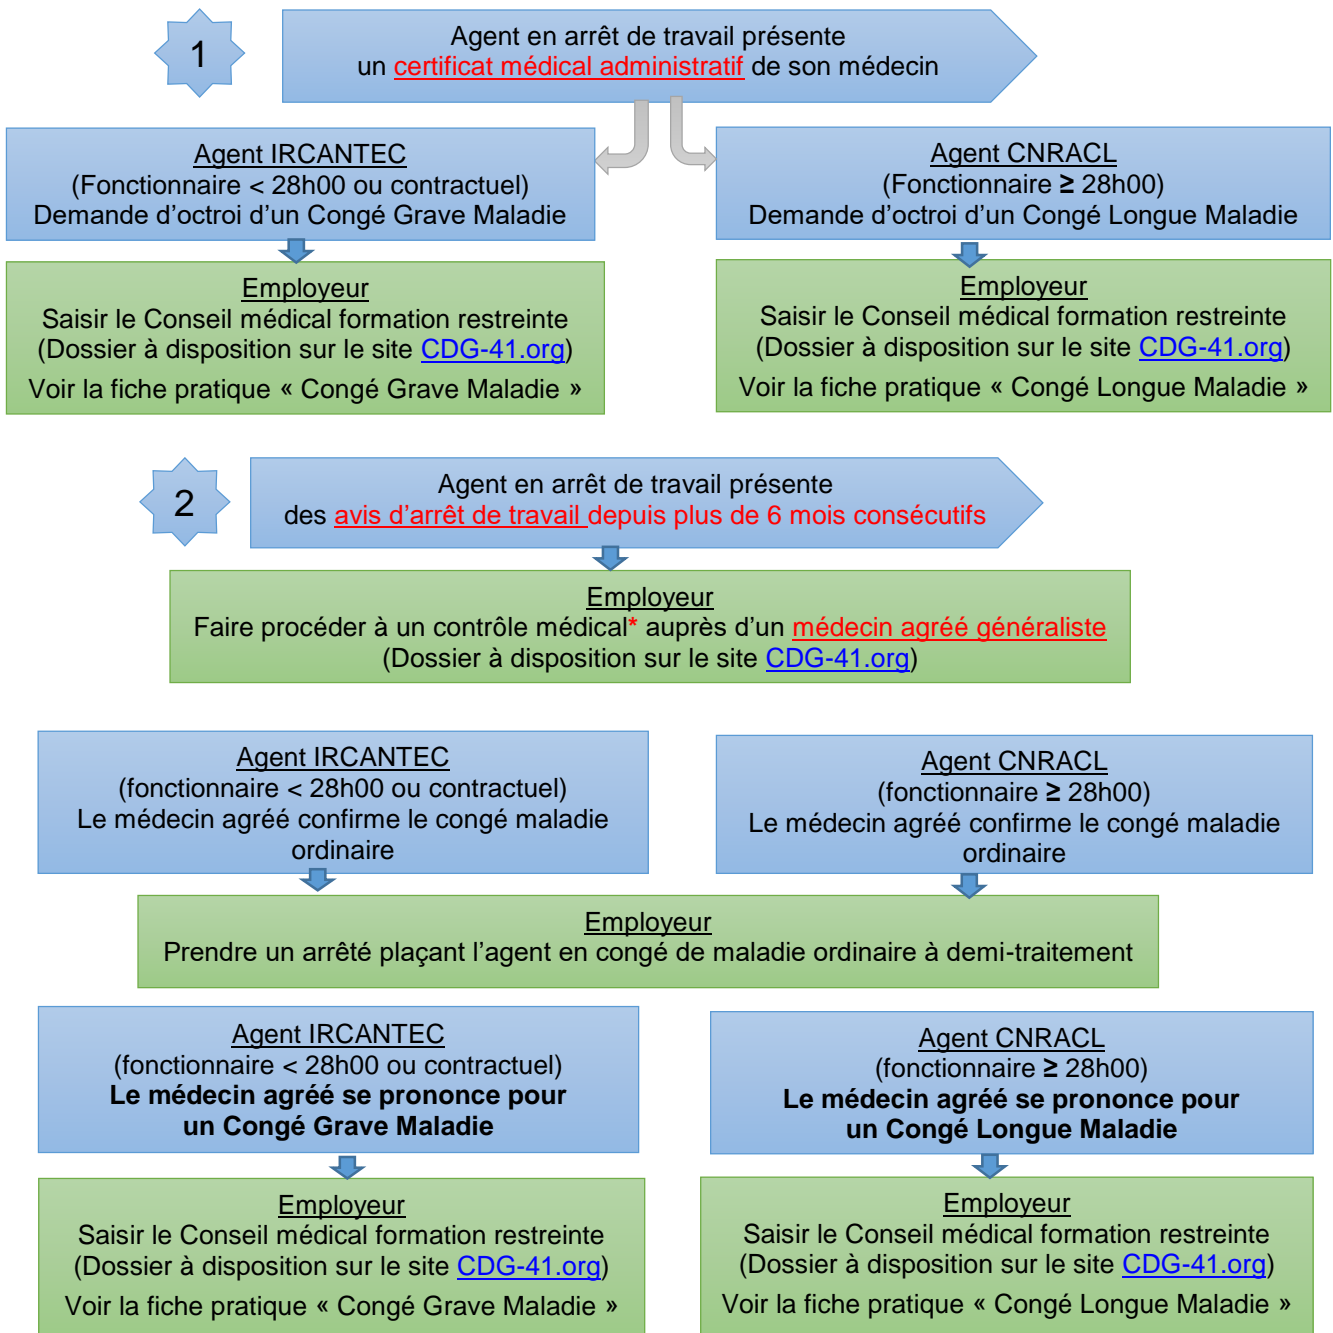 1
Agent en arrêt de travail présente
un certificat médical administratif de son médecin
Agent IRCANTEC
(Fonctionnaire < 28h00 ou contractuel)
Demande d’octroi d’un Congé Grave Maladie
Agent CNRACL
(Fonctionnaire ≥ 28h00)
Demande d’octroi d’un Congé Longue Maladie
Employeur
Saisir le Conseil médical formation restreinte
(Dossier à disposition sur le site CDG-41.org)
Voir la fiche pratique « Congé Grave Maladie »
Employeur
Saisir le Conseil médical formation restreinte
(Dossier à disposition sur le site CDG-41.org)
Voir la fiche pratique « Congé Longue Maladie »
2
Agent en arrêt de travail présente
des avis d’arrêt de travail depuis plus de 6 mois consécutifs
Employeur
Faire procéder à un contrôle médical* auprès d’un médecin agréé généraliste
(Dossier à disposition sur le site CDG-41.org)
Agent IRCANTEC
(fonctionnaire < 28h00 ou contractuel)
Le médecin agréé confirme le congé maladie
ordinaire
Agent CNRACL
(fonctionnaire ≥ 28h00)
Le médecin agréé confirme le congé maladie
ordinaire
Employeur
Prendre un arrêté plaçant l’agent en congé de maladie ordinaire à demi-traitement
Agent IRCANTEC
(fonctionnaire < 28h00 ou contractuel)
Le médecin agréé se prononce pour
un Congé Grave Maladie
Agent CNRACL
(fonctionnaire ≥ 28h00)
Le médecin agréé se prononce pour
un Congé Longue Maladie
Employeur
Saisir le Conseil médical formation restreinte
(Dossier à disposition sur le site CDG-41.org)
Voir la fiche pratique « Congé Grave Maladie »
Employeur
Saisir le Conseil médical formation restreinte
(Dossier à disposition sur le site CDG-41.org)
Voir la fiche pratique « Congé Longue Maladie »